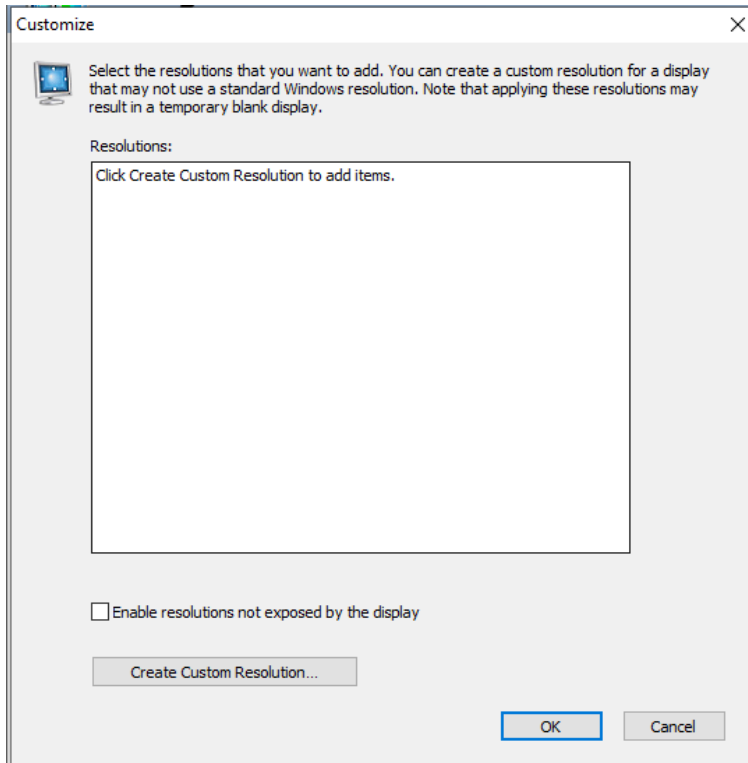 Customize
Select the resolutions that you want to add. You can create a custom resolution for a display
that may not use a standard Windows resolution. Note that applying these resolutions may
result in a temporary blank display.
Resolutions:
Click Create Custom Resolution to add items.
Enable resolutions not exposed by the display
Create Custom Resolution...
OK
Cancel